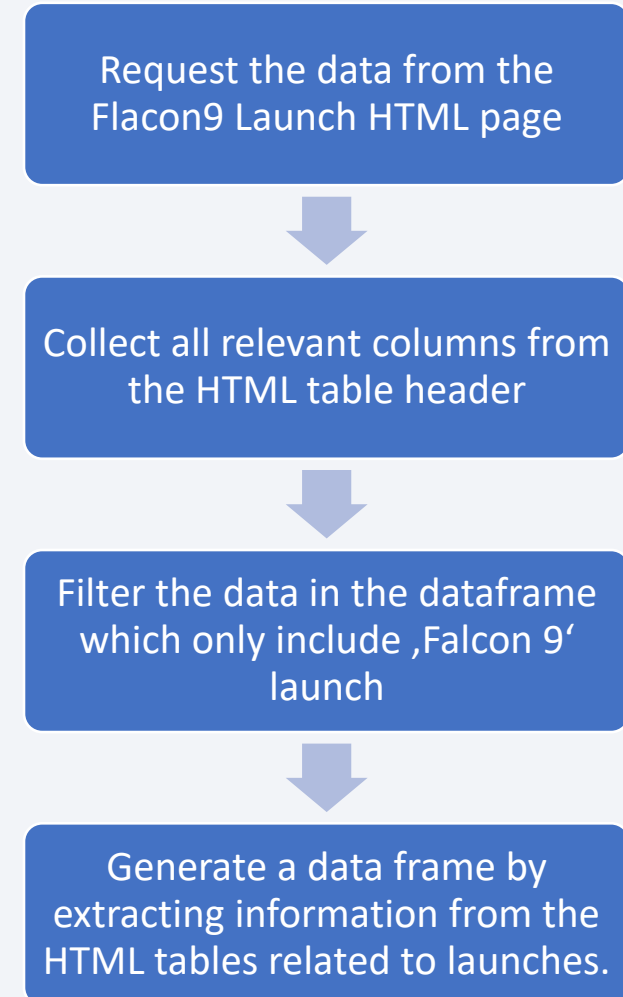 Request the data from the
Flacon9 Launch HTML page
Collect all relevant columns from
the HTML table header
Filter the data in the dataframe
which only include ‚Falcon 9‘
launch
Generate a data frame by
extracting information from the
HTML tables related to launches.